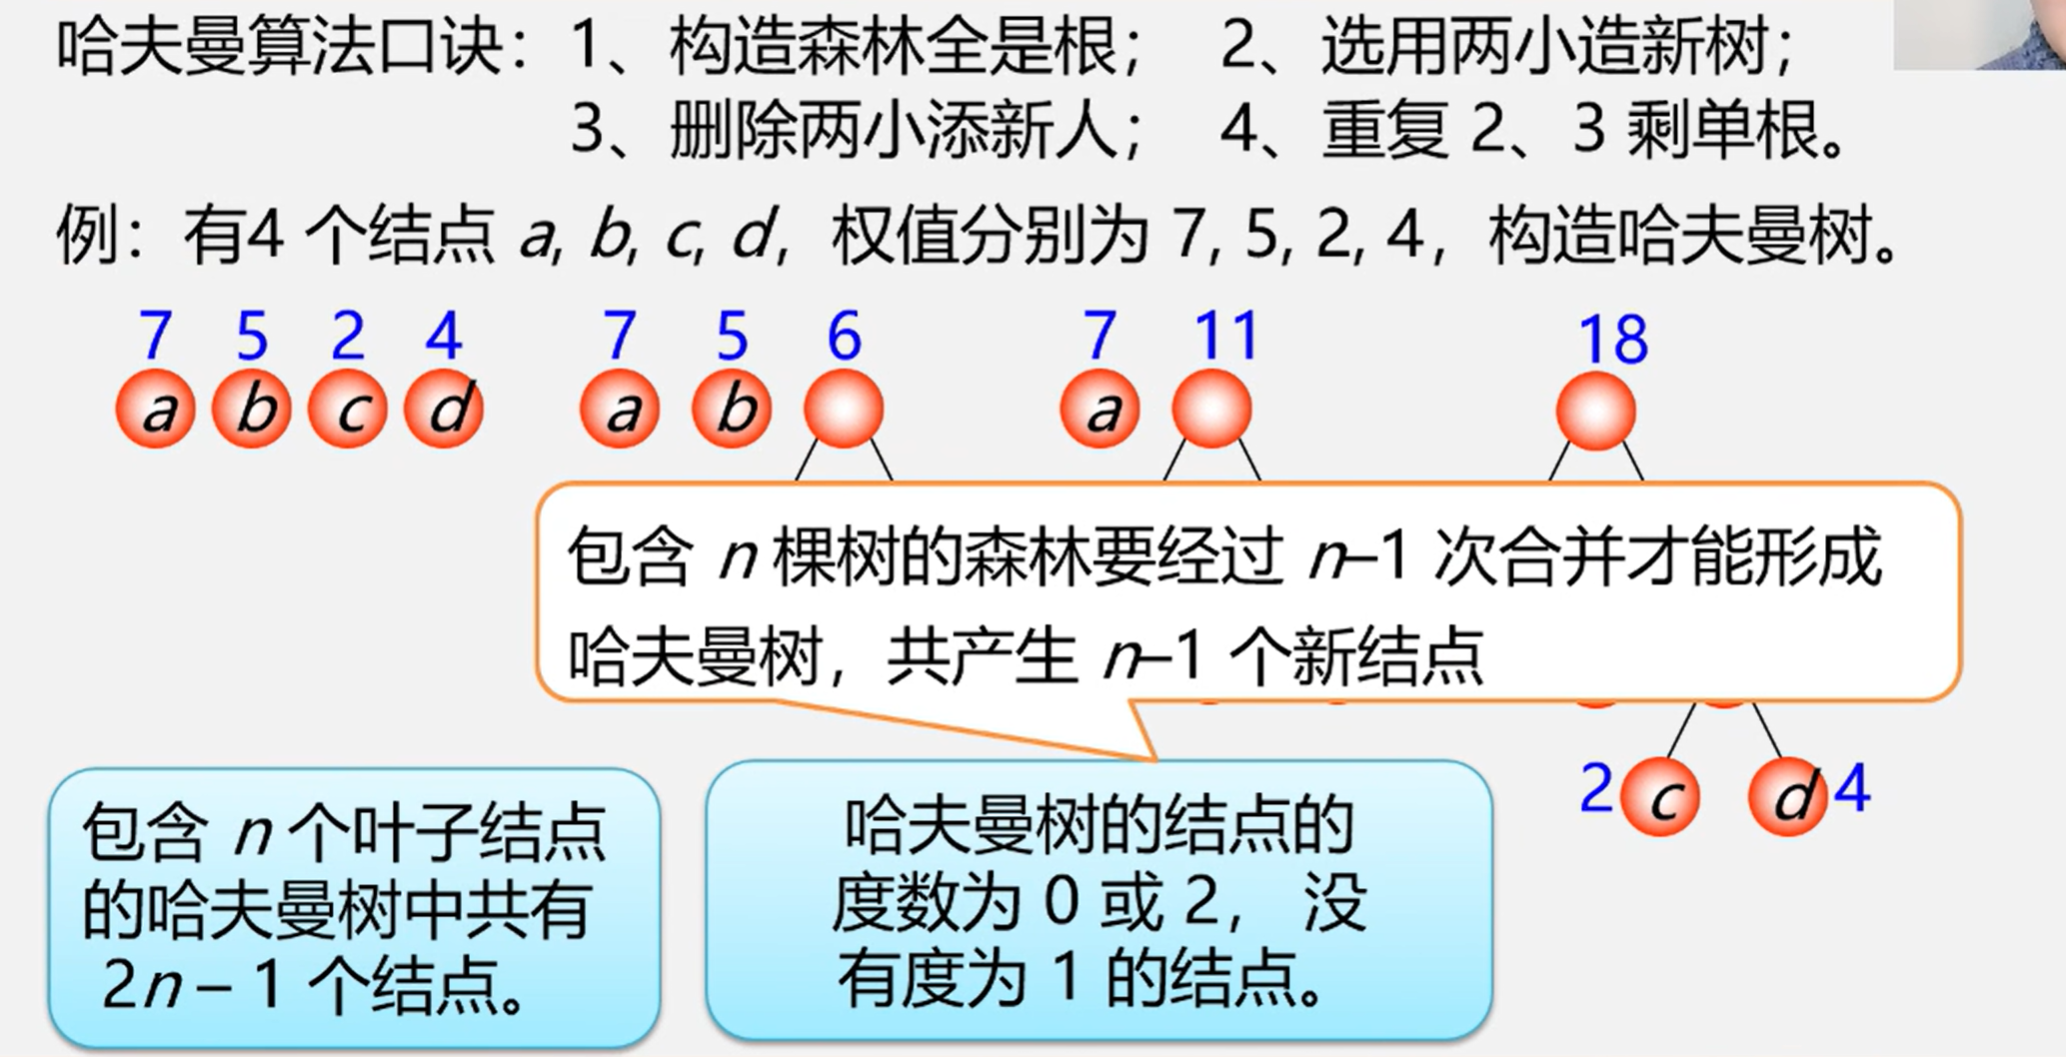 哈夫曼算法口诀：1、构造森林全是根； 2、选用两小造新树；
3、删除两小添新人； 4、重复 2、3 剩单根。
例：有4 个结点 a, b, c, d，权值分别为 7, 5, 2, 4，构造哈夫曼树。
7 5 2 4 7 5 6 7 11 18
a b c d a b a
包含 n 棵树的森林要经过 n–1 次合并才能形成
哈夫曼树，共产生 n–1 个新结点
2 c d 4
包含 n 个叶子结点
的哈夫曼树中共有
2n – 1 个结点。
哈夫曼树的结点的
度数为 0 或 2， 没
有度为 1 的结点。